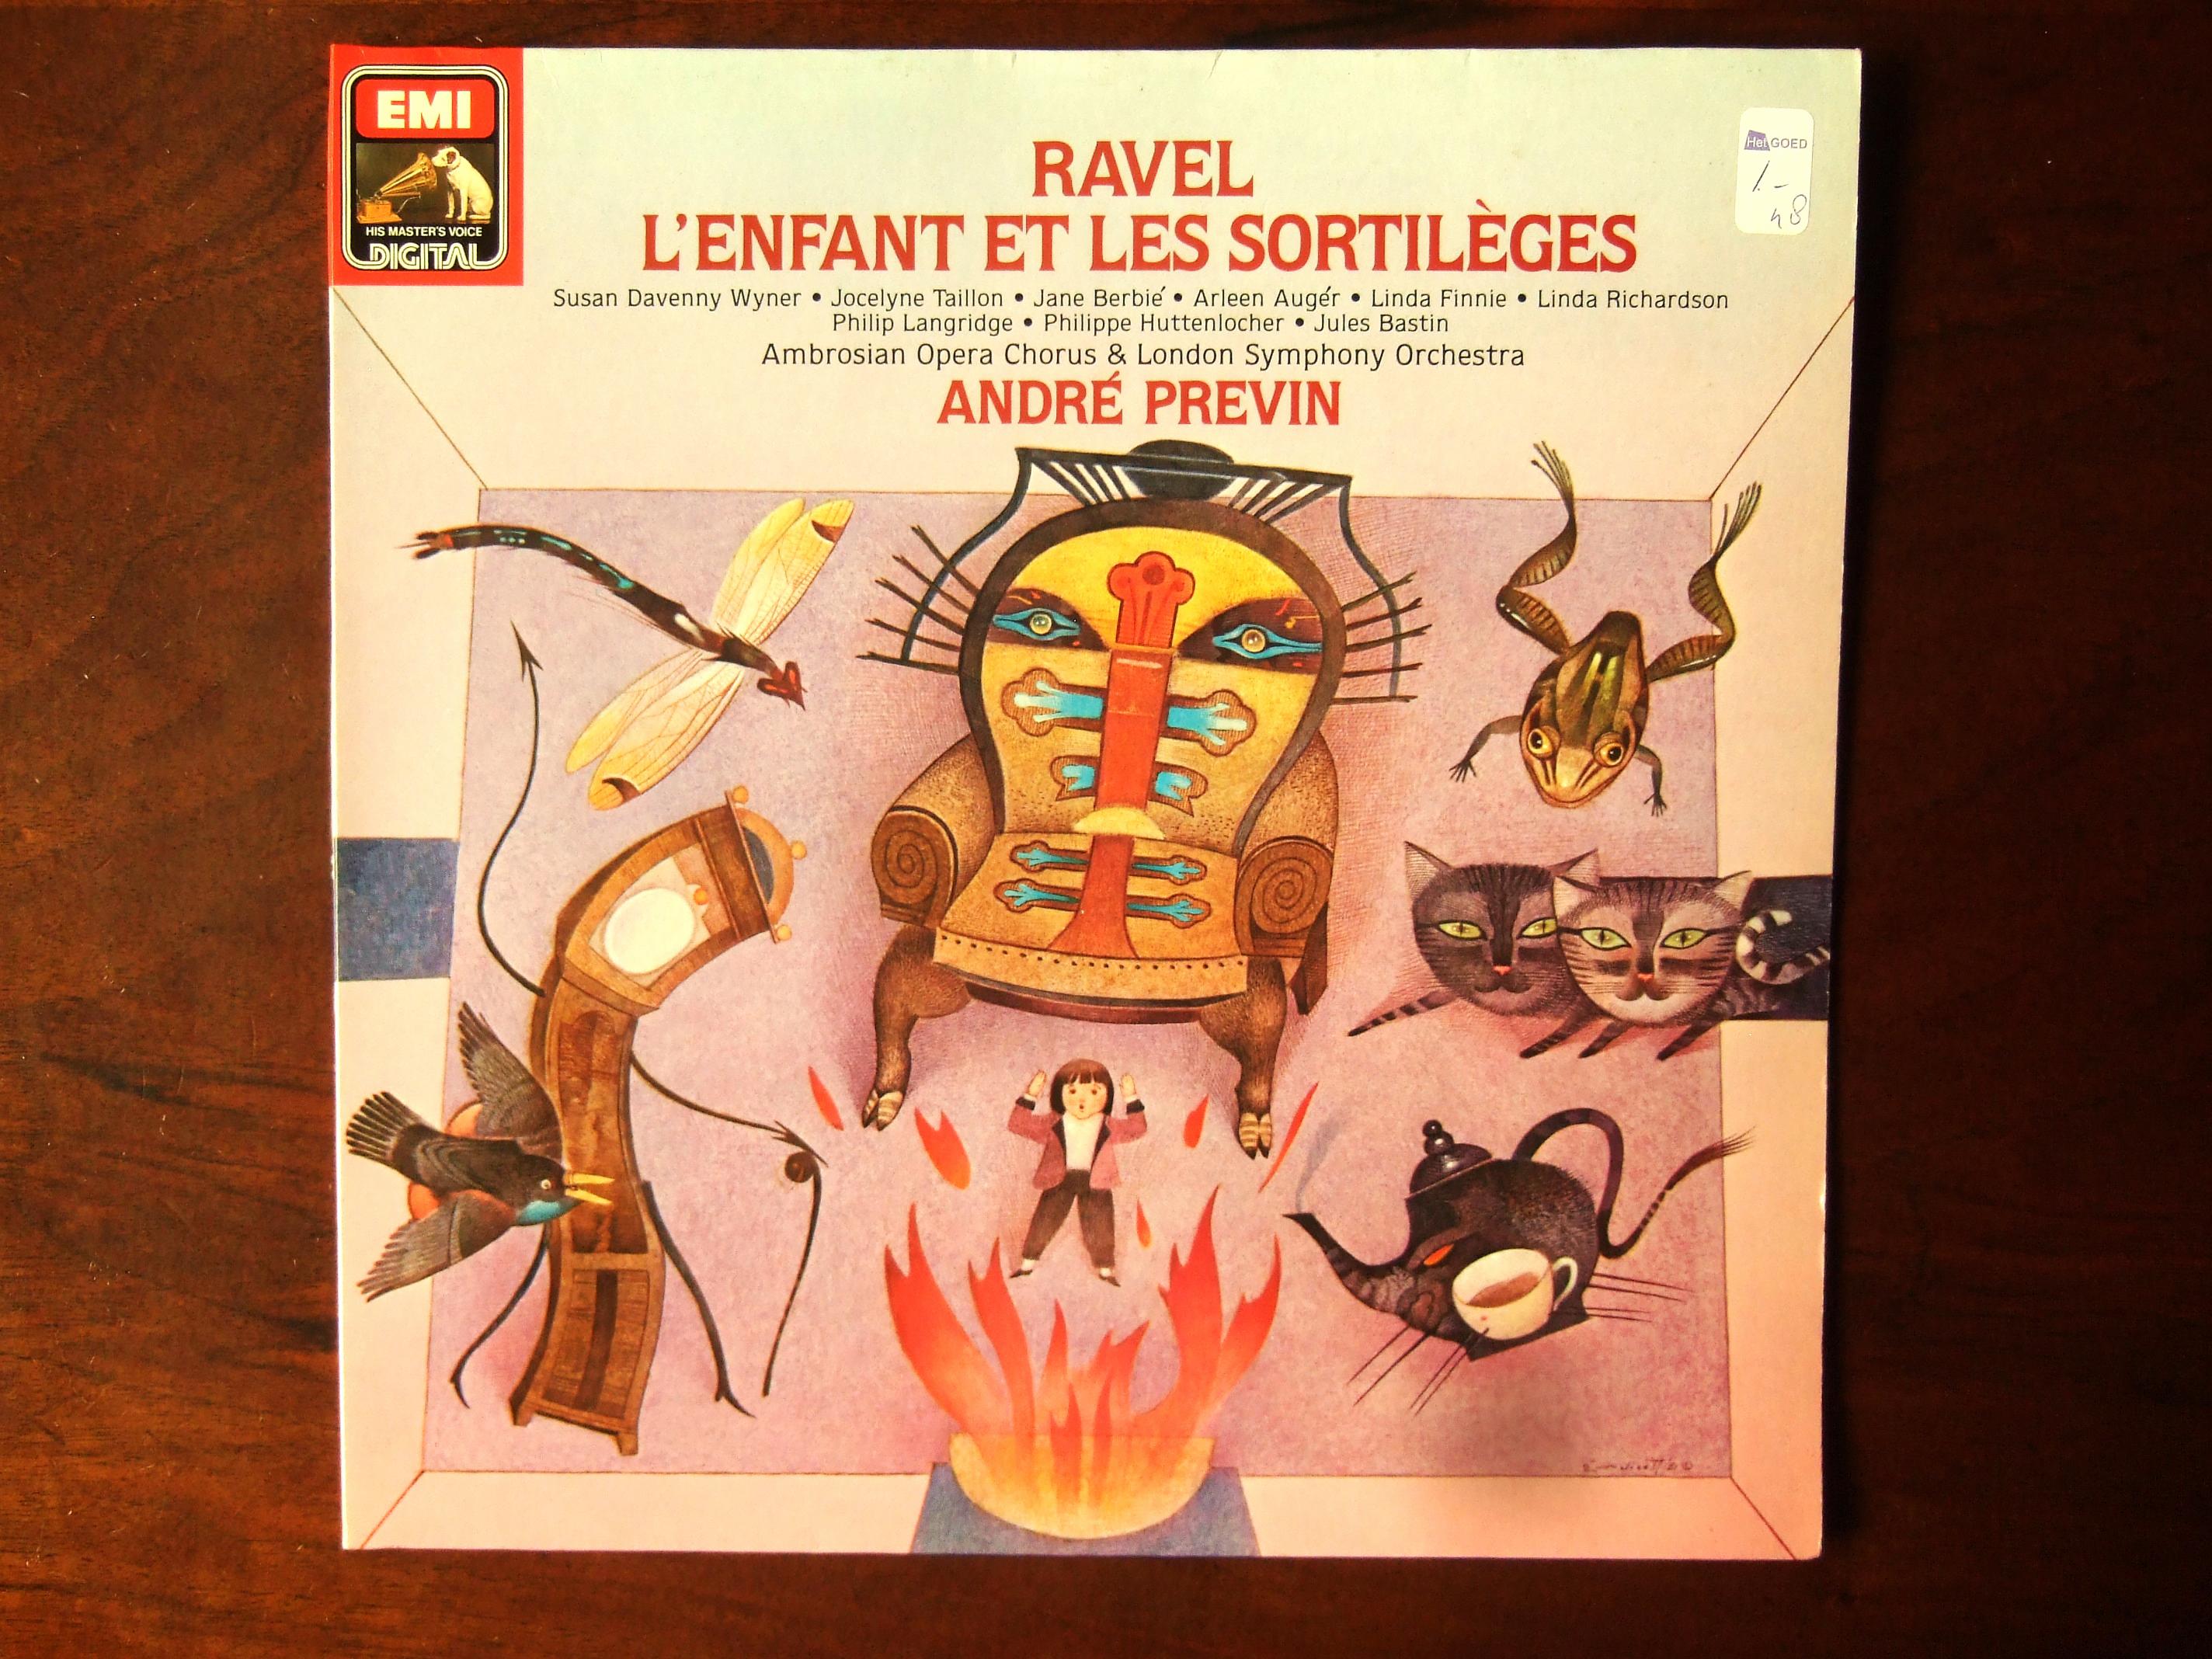 EMI
HIS MASTER'S VOICE
DIGITAL
RAVEL
L'ENFANT ET LES SORTILÈGES
Susan Davenny Wyner • Jocelyne Taillon • Jane Berbié • Arleen Augér • Linda Finnie • Linda Richardson
Philip Langridge • Philippe Huttenlocher • Jules Bastin
Ambrosian Opera Chorus & London Symphony Orchestra
ANDRÉ PREVIN
Het GOED
1.-